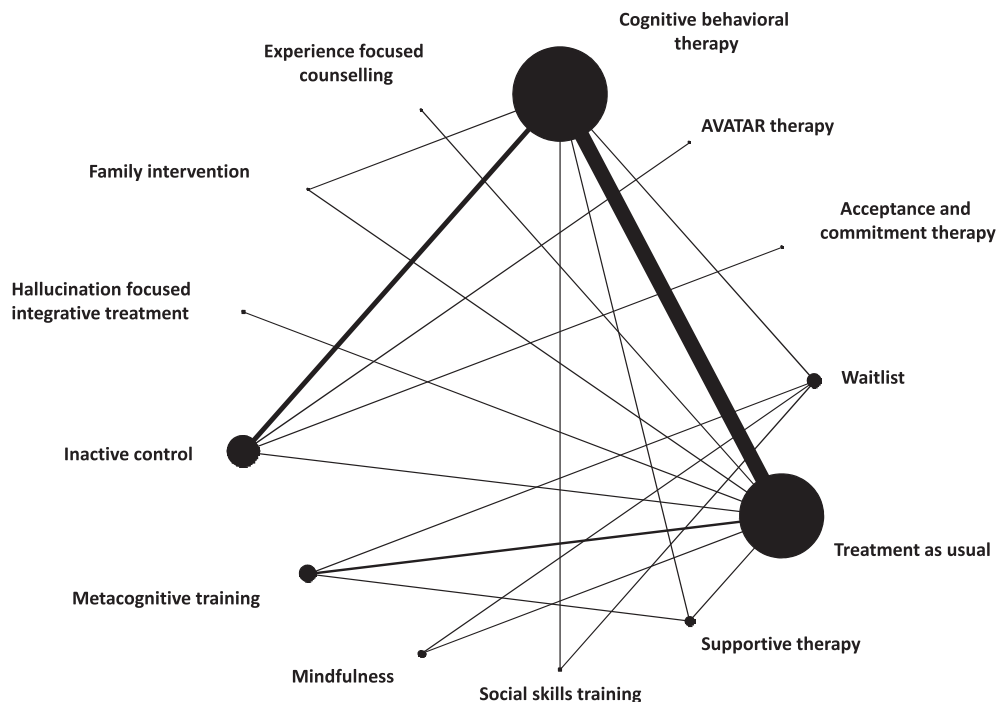 Cognitive behavioral
therapy
Experience focused
counselling
AVATAR therapy
Family intervention
Acceptance and
commitment therapy
Hallucination focused
integrative treatment
Waitlist
Inactive control
Treatment as usual
Metacognitive training
Supportive therapy
Mindfulness
Social skills training